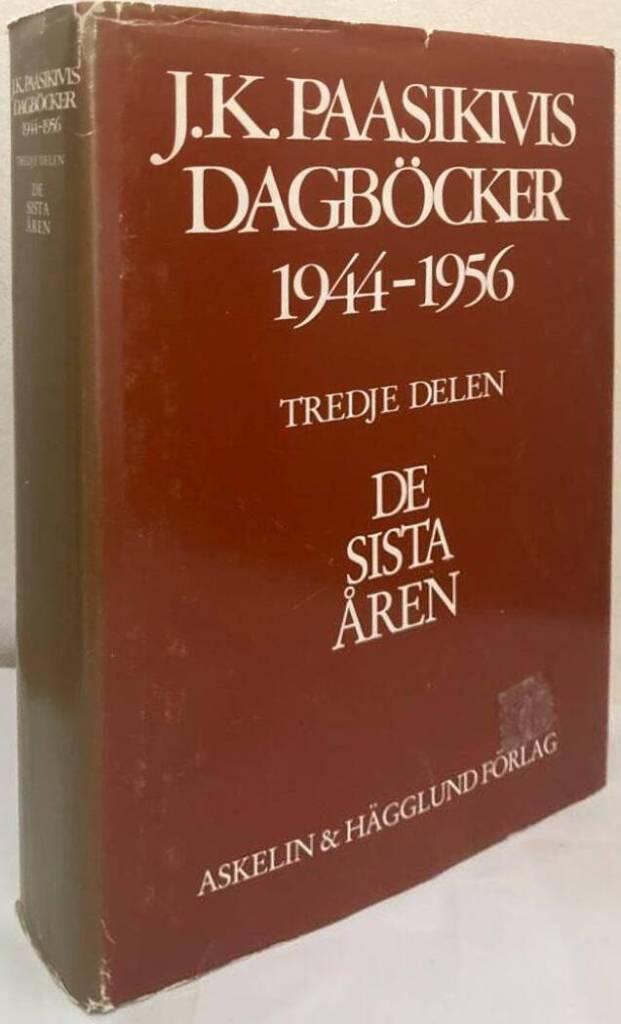 J.K. PAASIKIVIS
DAGBÖCKER
1944-1956
TREDJE DELEN
DE
SISTA
ÅREN
J.K. PAASIKIVIS
DAGBÖCKER
1944-1956
TREDJE DELEN
DE
SISTA
ÅREN
ASKELIN & HÄGGLUND FÖRLAG